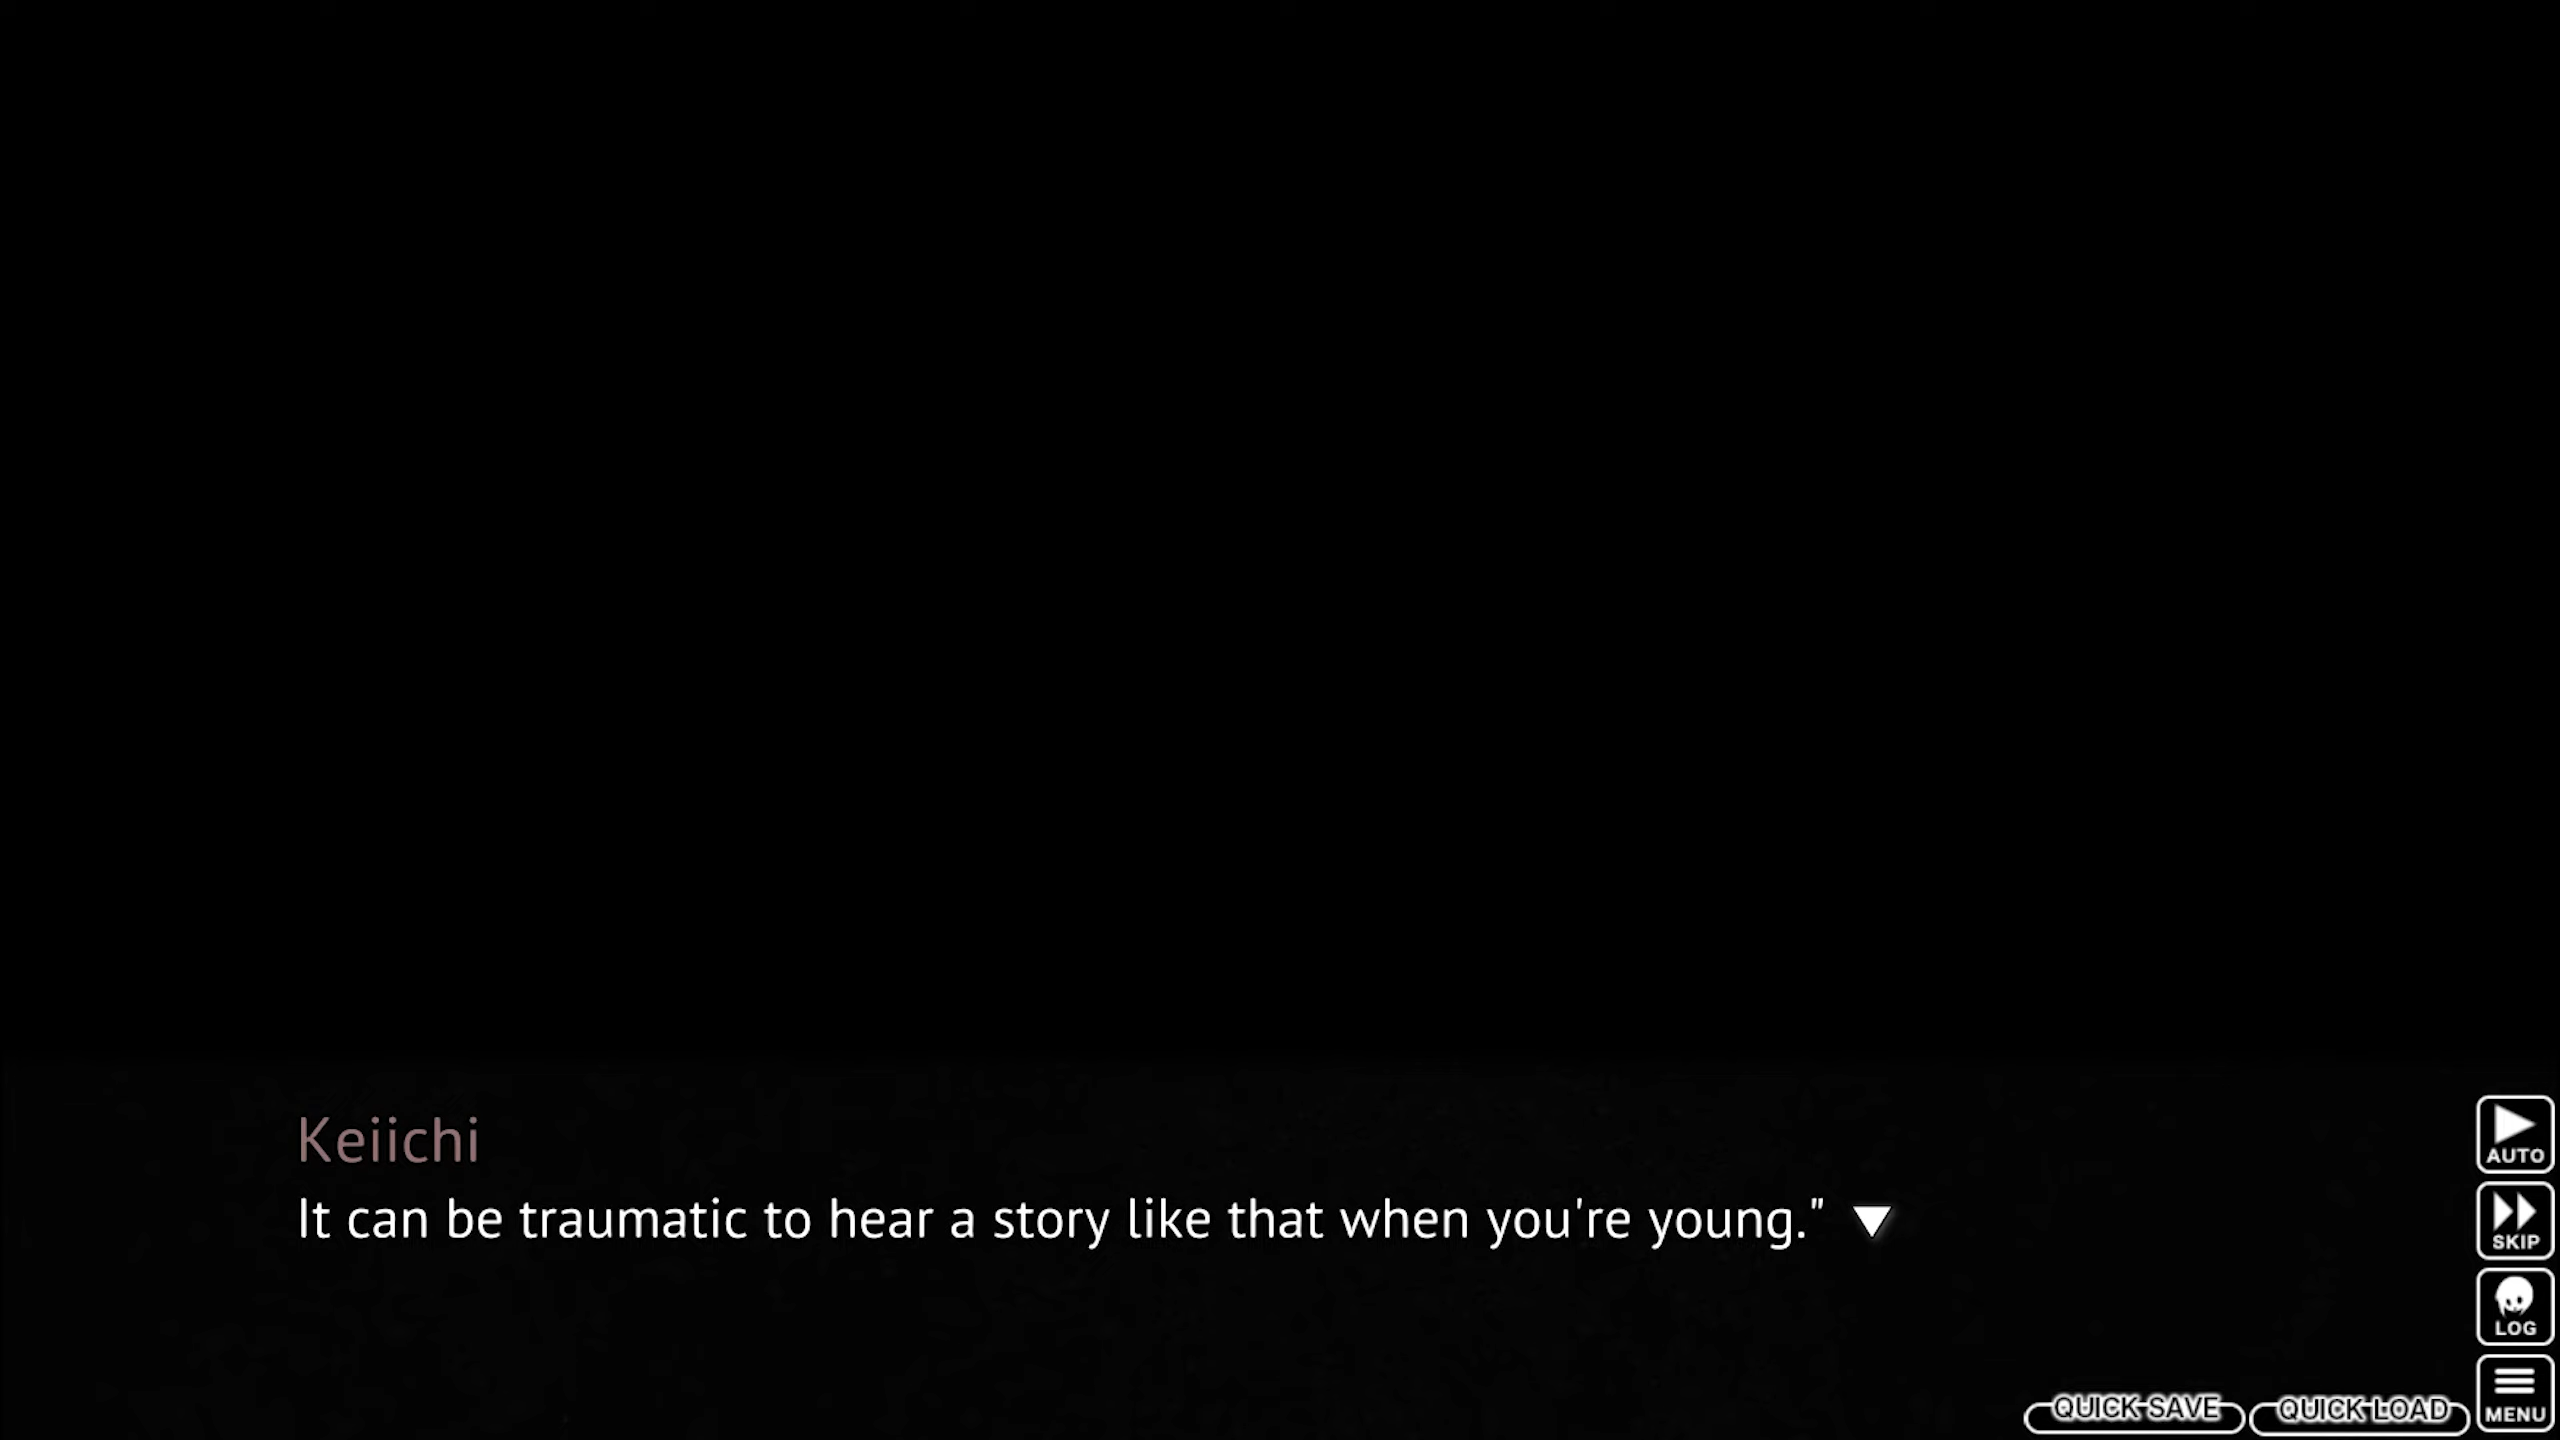 Keiichi
It can be traumatic to hear a story like that when you're young."
AUTO
SKIP
LOG
MENU
QUICK SAVE
QUICK LOAD